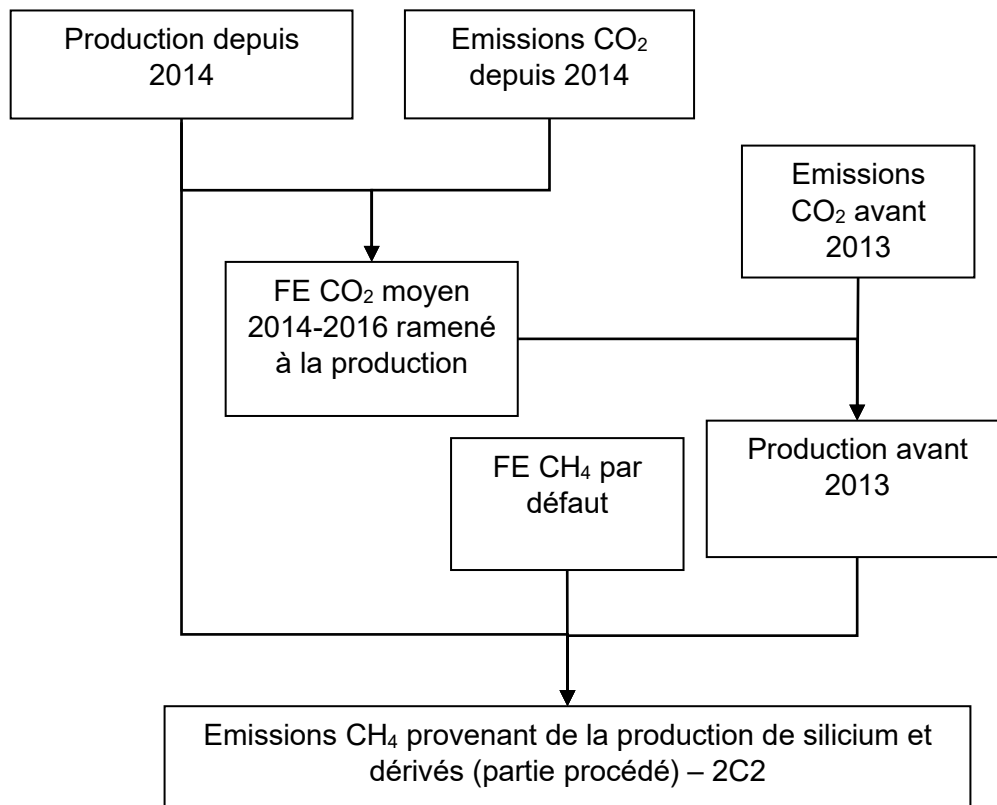 Production depuis
2014
Emissions CO₂
depuis 2014
Emissions
CO₂ avant
2013
FE CO₂ moyen
2014-2016 ramené
à la production
Production avant
2013
FE CH₄ par
défaut
Emissions CH₄ provenant de la production de silicium et
dérivés (partie procédé) – 2C2